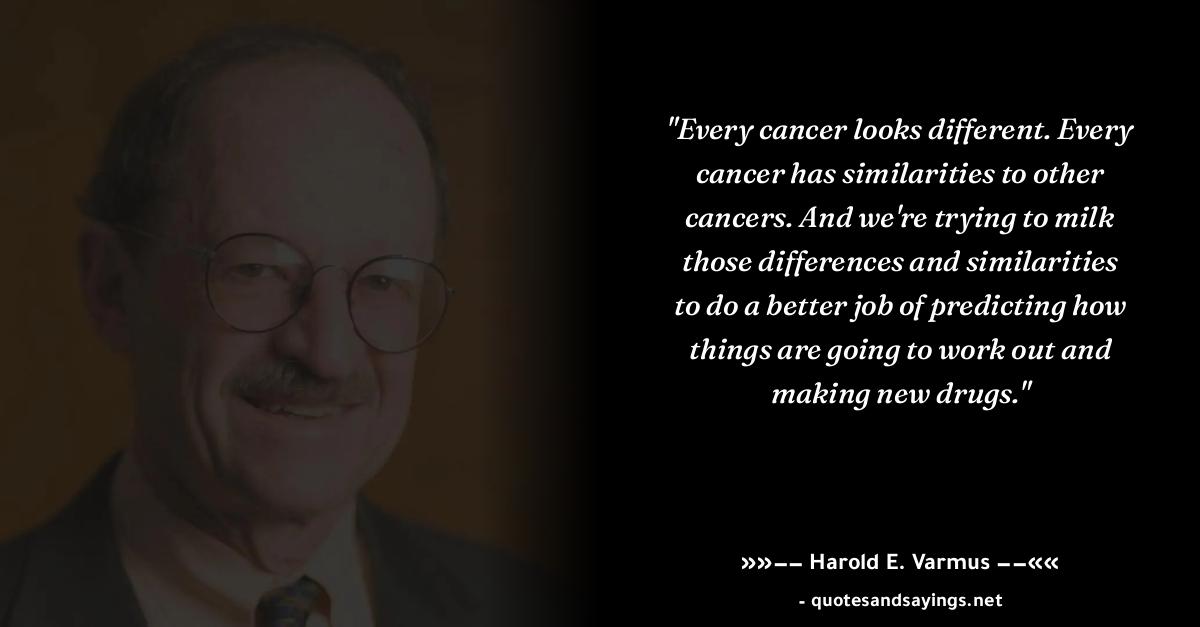 "Every cancer looks different. Every
cancer has similarities to other
cancers. And we're trying to milk
those differences and similarities
to do a better job of predicting how
things are going to work out and
making new drugs."
»»–– Harold E. Varmus ––««
- quotesandsayings.net